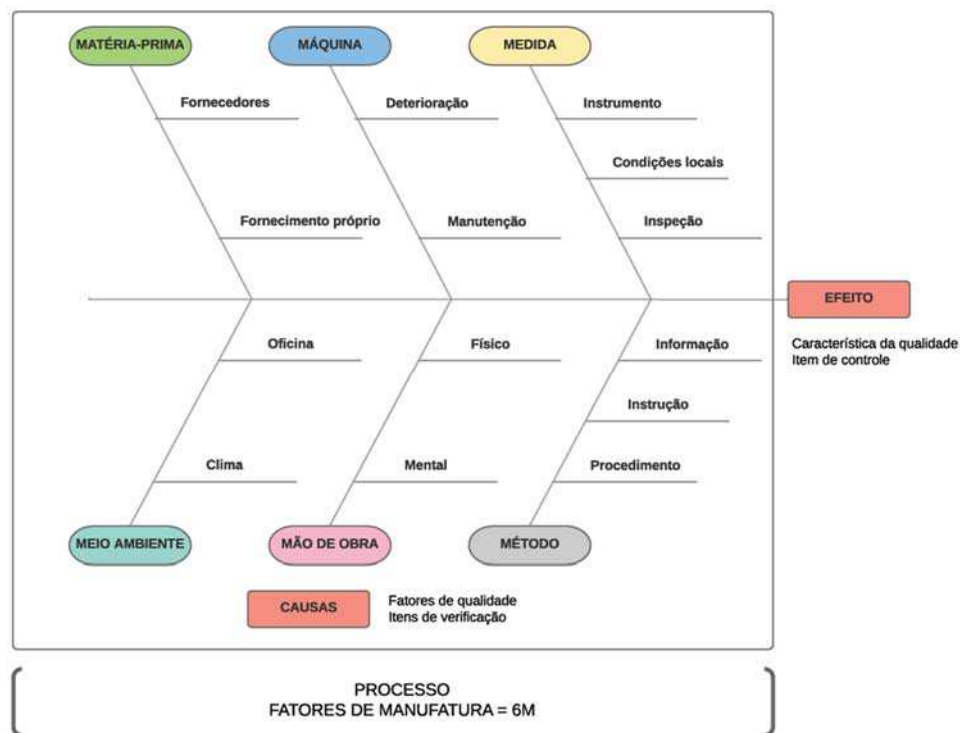 MATÉRIA-PRIMA
MÁQUINA
MEDIDA
Fornecedores
Deterioração
Instrumento
Condições locais
Fornecimento próprio
Manutenção
Inspeção
EFEITO
Característica da qualidade
Item de controle
Oficina
Físico
Informação
Instrução
Clima
Mental
Procedimento
MEIO AMBIENTE
MÃO DE OBRA
MÉTODO
CAUSAS
Fatores de qualidade
Itens de verificação
PROCESSO
FATORES DE MANUFATURA = 6M